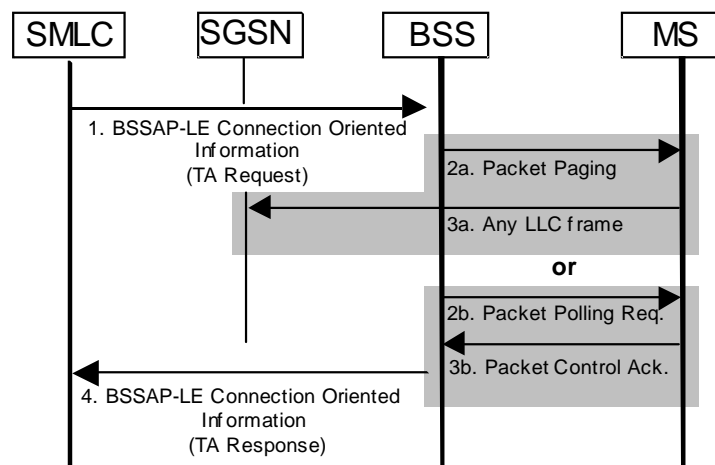 SMLC
SGSN
BSS
MS
1. BSSAP-LE Connection Oriented
Information
(TA Request)
2a. Packet Paging
3a. Any LLC frame
or
2b. Packet Polling Req.
3b. Packet Control Ack.
4. BSSAP-LE Connection Oriented
Information
(TA Response)